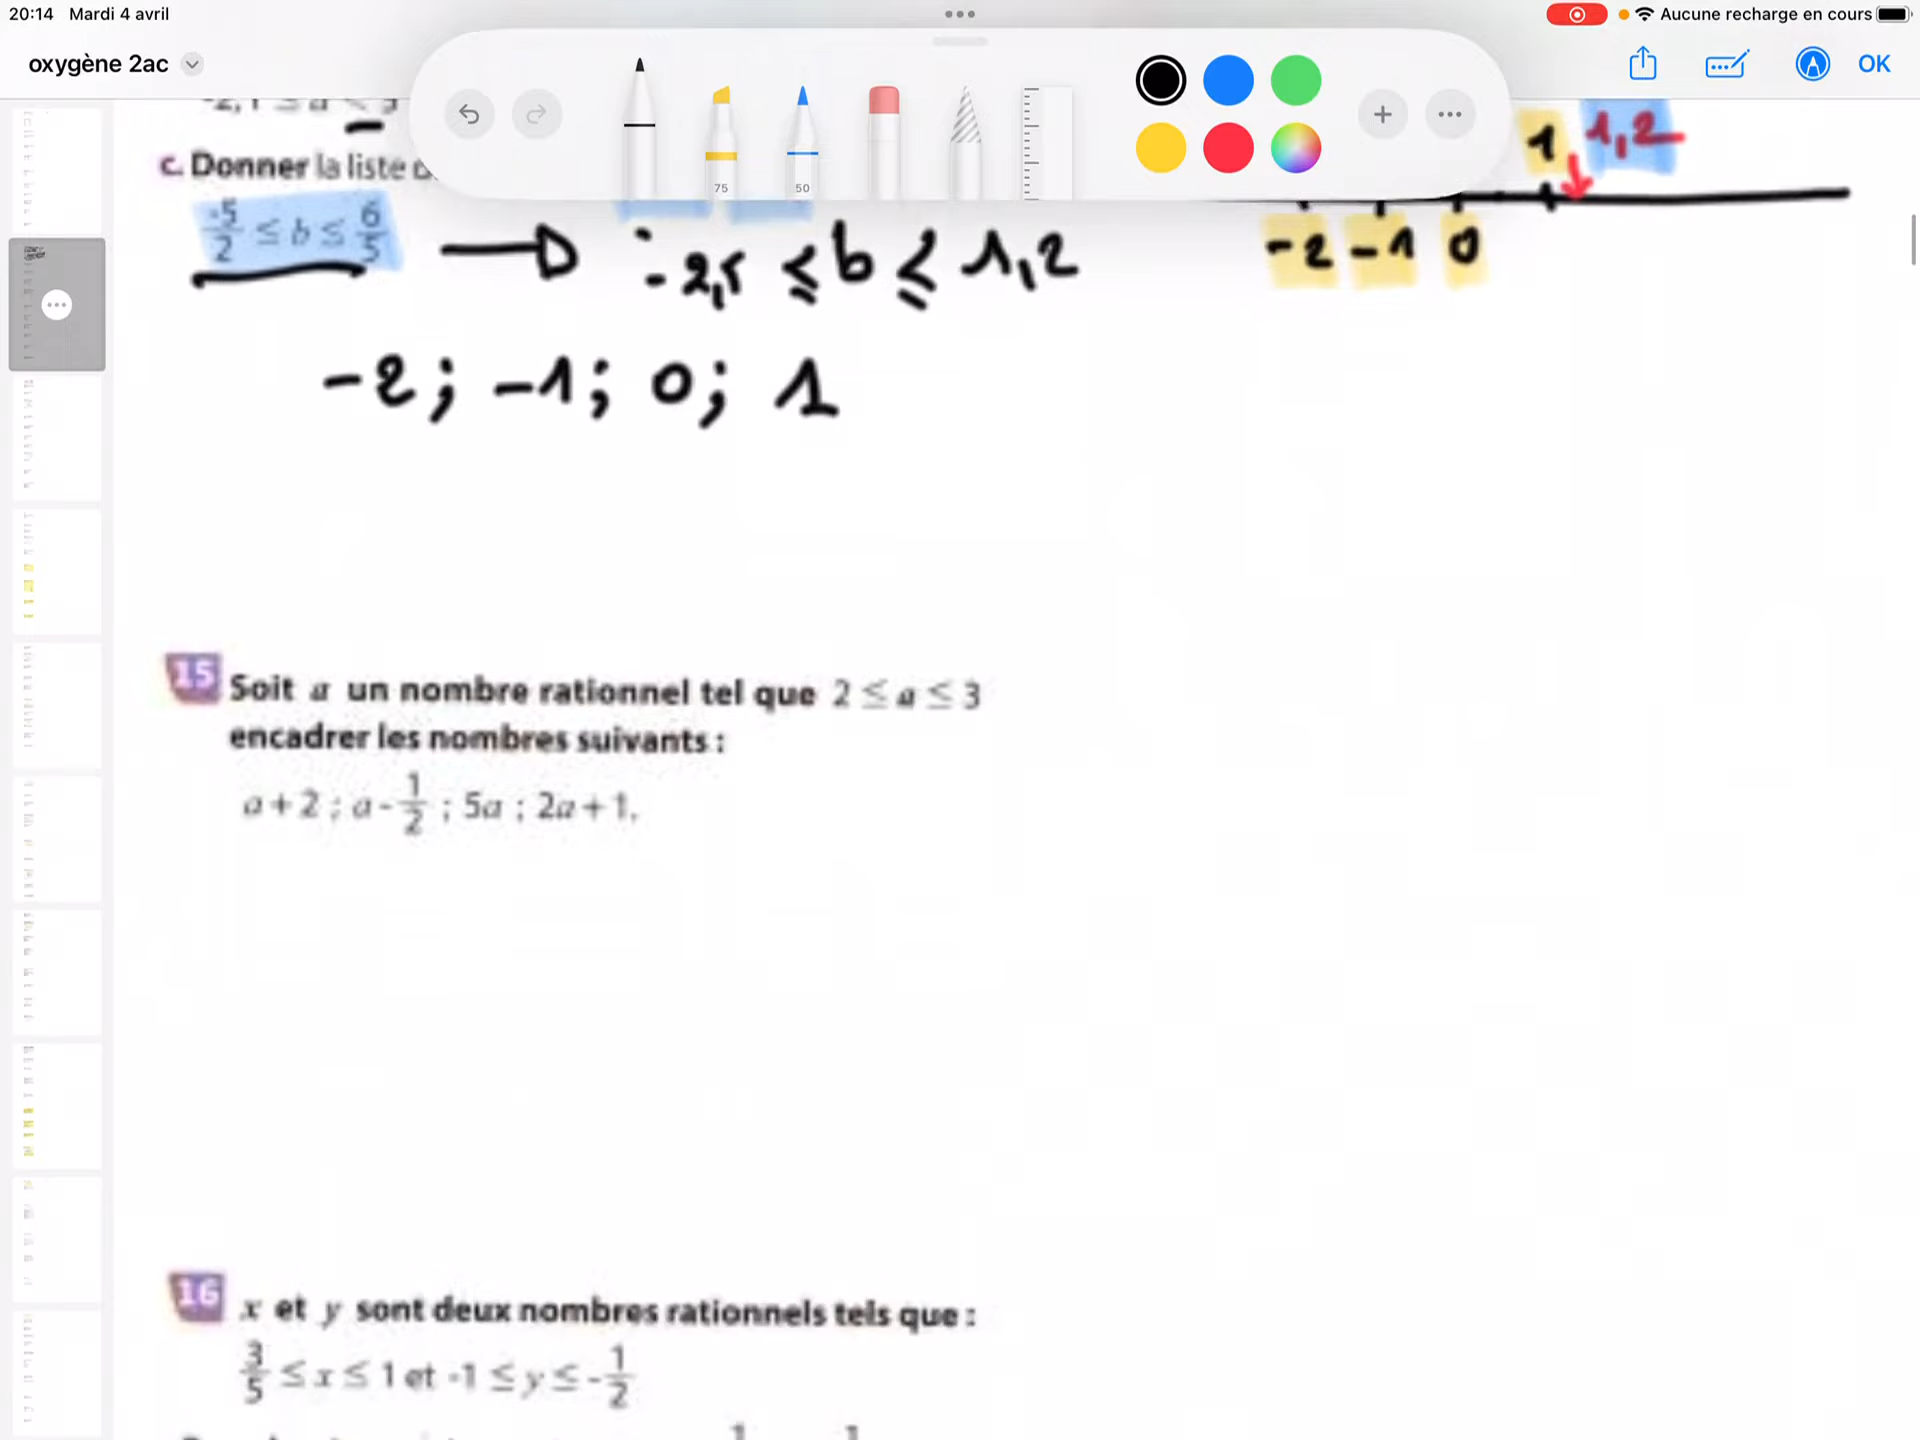 20:14 Mardi 4 avril
Aucune recharge en cours
oxygène 2ac
OK
75
50
c. Donner la liste
-5/2 ≤ b ≤ 6/5
-2,5 ≤ b ≤ 1,2
1 1,2
-2 -1 0
-2; -1; 0; 1
15 Soit a un nombre rationnel tel que 2 ≤ a ≤ 3
encadrer les nombres suivants :
a + 2 ; a - 1/2 ; 5a ; 2a + 1.
16 x et y sont deux nombres rationnels tels que :
3/5 ≤ x ≤ 1 et -1 ≤ y ≤ -1/2